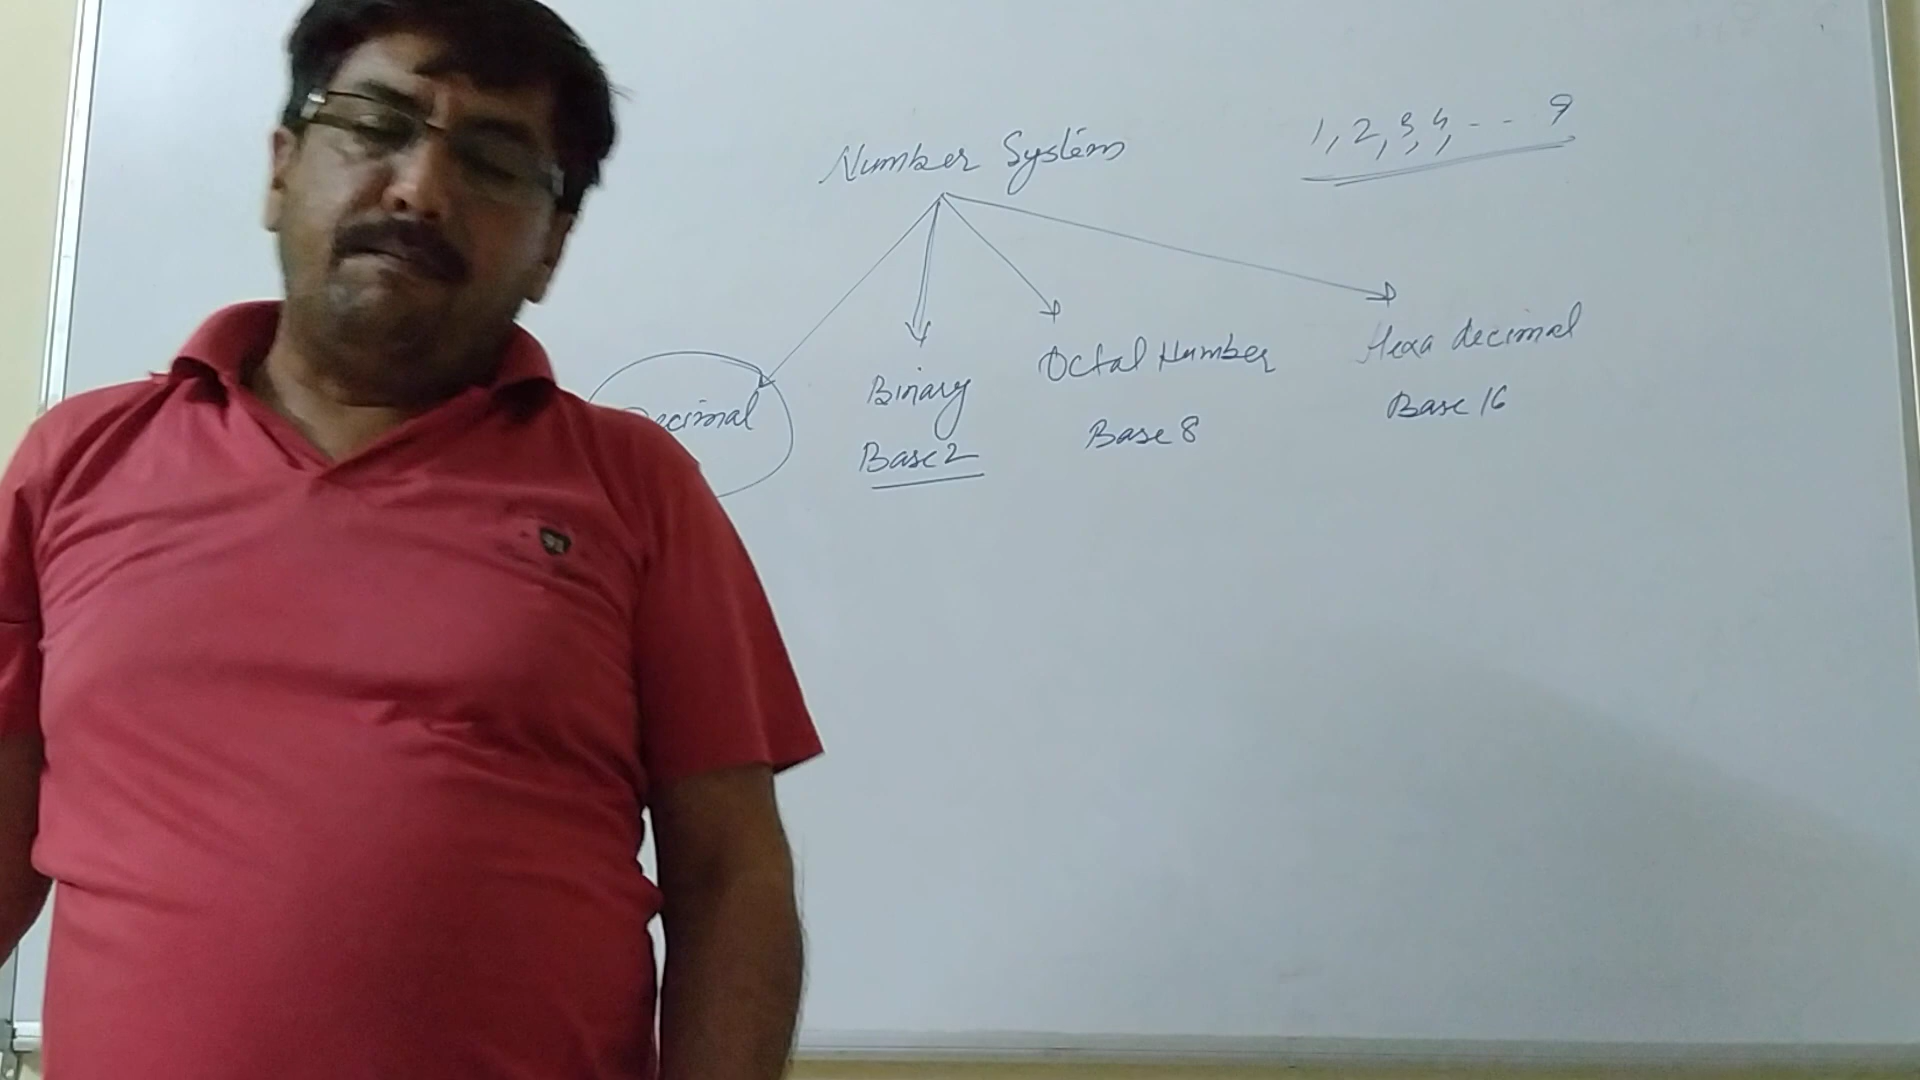 Number System
1, 2, 3, 4, - - 9
ecimal
Binary
Base 2
Octal Number
Base 8
Hexa decimal
Base 16